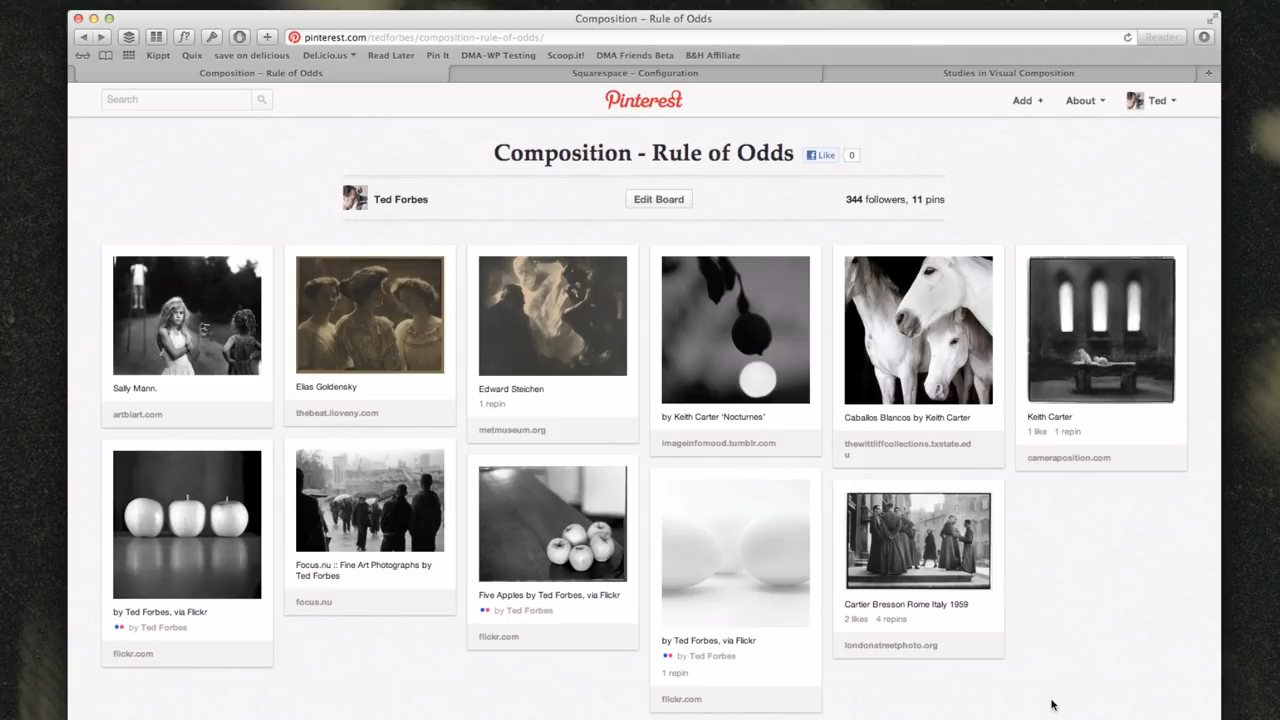 Composition – Rule of Odds
pinterest.com/tedforbes/composition-rule-of-odds/
Reader
Kippt Quix save on delicious DeLicio.us Read Later Pin It DMA-WP Testing Scoop.it! DMA Friends Beta B&H Affiliate
Composition – Rule of Odds
Squarespace – Configuration
Studies in Visual Composition
Search
Pinterest
Add +
About
Ted
Composition - Rule of Odds
Like
0
Ted Forbes
Edit Board
344 followers, 11 pins
Sally Mann.
artblart.com
Elias Goldensky
thebeat.iloveny.com
Edward Steichen
1 repin
metmuseum.org
by Keith Carter 'Nocturnes'
imageinfomood.tumblr.com
Caballos Blancos by Keith Carter
thewittliffcollections.txstate.ed
u
Keith Carter
1 like 1 repin
cameraposition.com
by Ted Forbes, via Flickr
by Ted Forbes
flickr.com
Focus.nu :: Fine Art Photographs by
Ted Forbes
focus.nu
Five Apples by Ted Forbes, via Flickr
by Ted Forbes
flickr.com
by Ted Forbes, via Flickr
by Ted Forbes
1 repin
flickr.com
Cartier Bresson Rome Italy 1959
2 likes 4 repins
londonstreetphoto.org